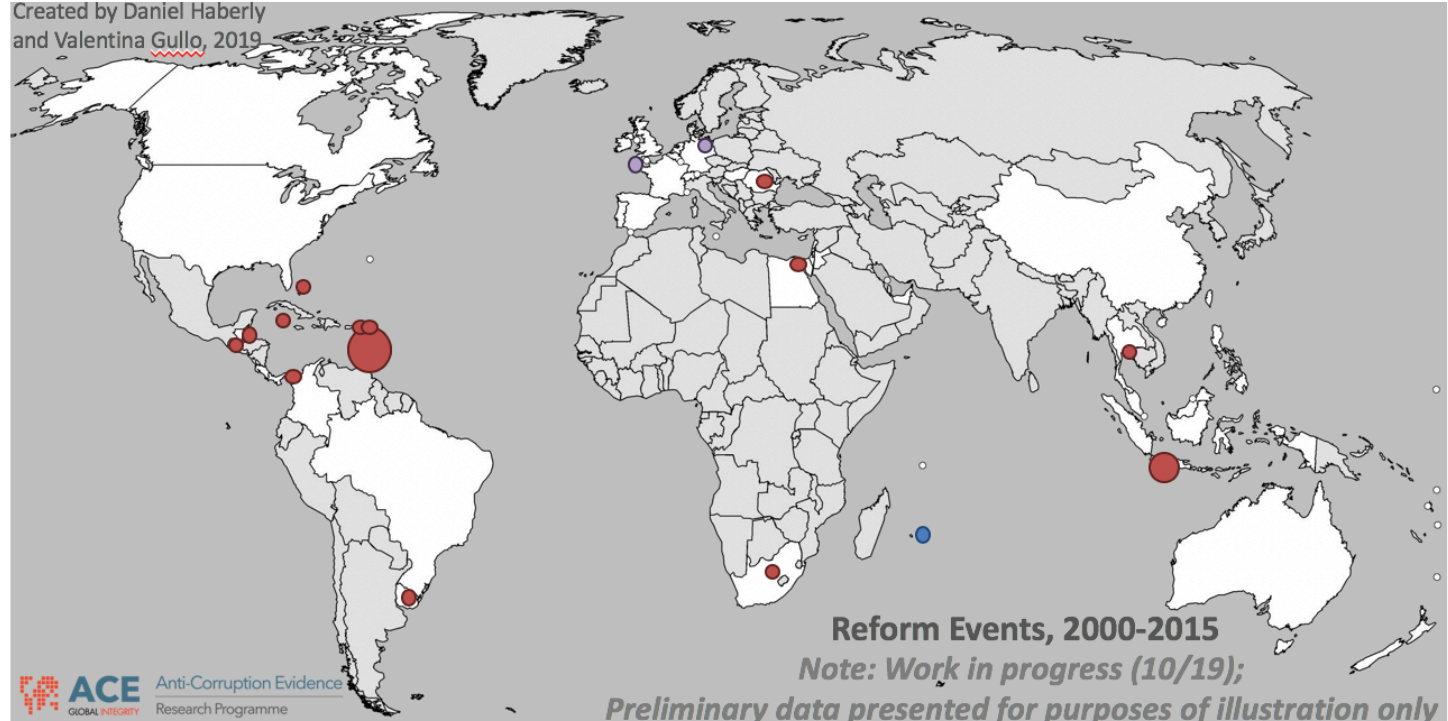 Created by Daniel Haberly
and Valentina Gullo, 2019
Reform Events, 2000-2015
Note: Work in progress (10/19);
Preliminary data presented for purposes of illustration only
ACE
GLOBAL INTEGRITY
Anti-Corruption Evidence
Research Programme